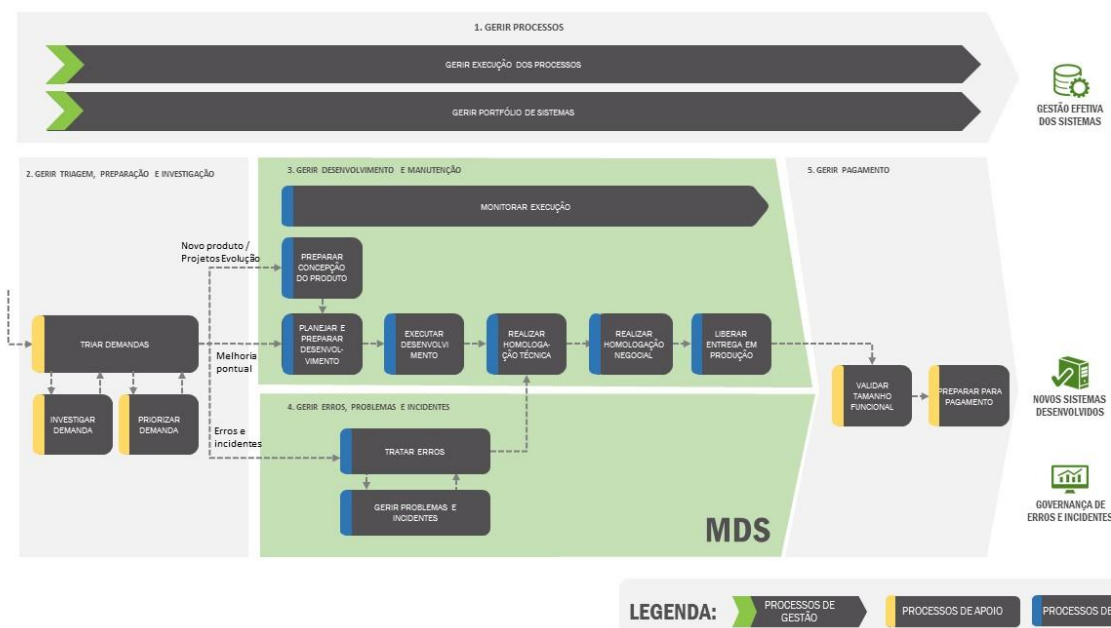 1. GERIR PROCESSOS
GERIR EXECUÇÃO DOS PROCESSOS
GERIR PORTFÓLIO DE SISTEMAS
GESTÃO EFETIVA
DOS SISTEMAS
2. GERIR TRIAGEM, PREPARAÇÃO E INVESTIGAÇÃO
3. GERIR DESENVOLVIMENTO E MANUTENÇÃO
5. GERIR PAGAMENTO
MONITORAR EXECUÇÃO
Novo produto /
Projetos Evolução
PREPARAR
CONCEPÇÃO
DO PRODUTO
TRIAR DEMANDAS
Melhoria
pontual
PLANEJAR E
PREPARAR
DESENVOL-
VIMENTO
EXECUTAR
DESENVOLVI
MENTO
REALIZAR
HOMOLOGA-
ÇÃO TÉCNICA
REALIZAR
HOMOLOGAÇÃO
NEGOCIAL
LIBERAR
ENTREGA EM
PRODUÇÃO
INVESTIGAR
DEMANDA
PRIORIZAR
DEMANDA
VALIDAR
TAMANHO
FUNCIONAL
PREPARAR PARA
PAGAMENTO
NOVOS SISTEMAS
DESENVOLVIDOS
4. GERIR ERROS, PROBLEMAS E INCIDENTES
Erros e
incidentes
TRATAR ERROS
GERIR PROBLEMAS E
INCIDENTES
MDS
GOVERNANÇA DE
ERROS E INCIDENTES
LEGENDA:
PROCESSOS DE
GESTÃO
PROCESSOS DE APOIO
PROCESSOS DE